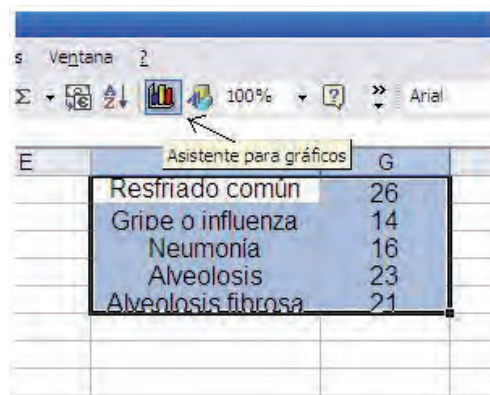 s Ventana ?
Σ 100% ? » Arial
Asistente para gráficos
E G
Resfriado común 26
Gripe o influenza 14
Neumonía 16
Alveolosis 23
Alveolosis fibrosa 21